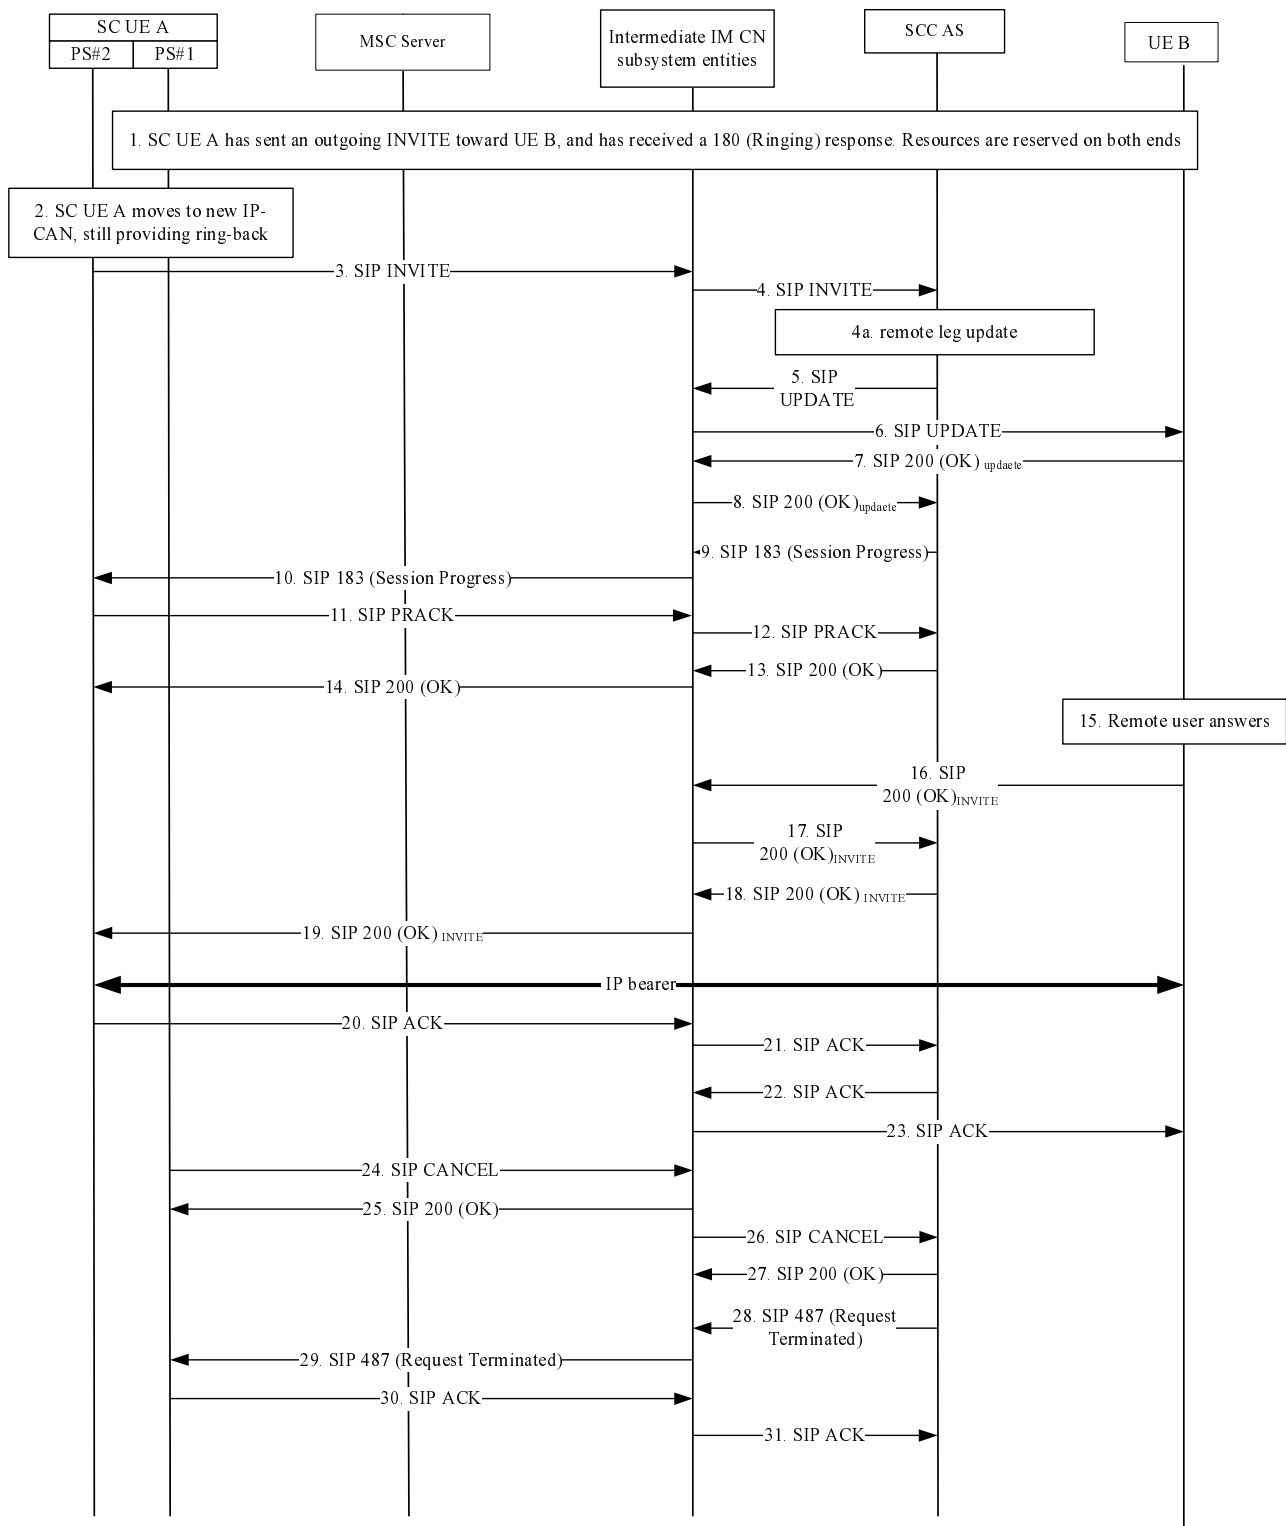 SC UE A
PS#2
PS#1
MSC Server
Intermediate IM CN
subsystem entities
SCC AS
UE B
1. SC UE A has sent an outgoing INVITE toward UE B, and has received a 180 (Ringing) response. Resources are reserved on both ends
2. SC UE A moves to new IP-
CAN, still providing ring-back
3. SIP INVITE
4. SIP INVITE
4a. remote leg update
5. SIP
UPDATE
6. SIP UPDATE
7. SIP 200 (OK) updaete
8. SIP 200 (OK)updaete
9. SIP 183 (Session Progress)
10. SIP 183 (Session Progress)
11. SIP PRACK
12. SIP PRACK
13. SIP 200 (OK)
14. SIP 200 (OK)
15. Remote user answers
16. SIP
200 (OK)INVITE
17. SIP
200 (OK)INVITE
18. SIP 200 (OK) INVITE
19. SIP 200 (OK) INVITE
IP bearer
20. SIP ACK
21. SIP ACK
22. SIP ACK
23. SIP ACK
24. SIP CANCEL
25. SIP 200 (OK)
26. SIP CANCEL
27. SIP 200 (OK)
28. SIP 487 (Request
Terminated)
29. SIP 487 (Request Terminated)
30. SIP ACK
31. SIP ACK